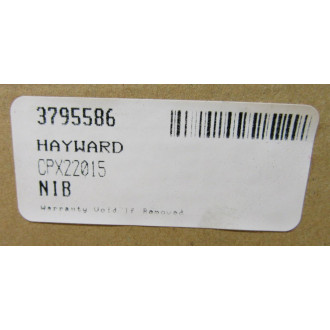 3795586
HAYWARD
CPX22015
NIB
Warranty Void if Removed